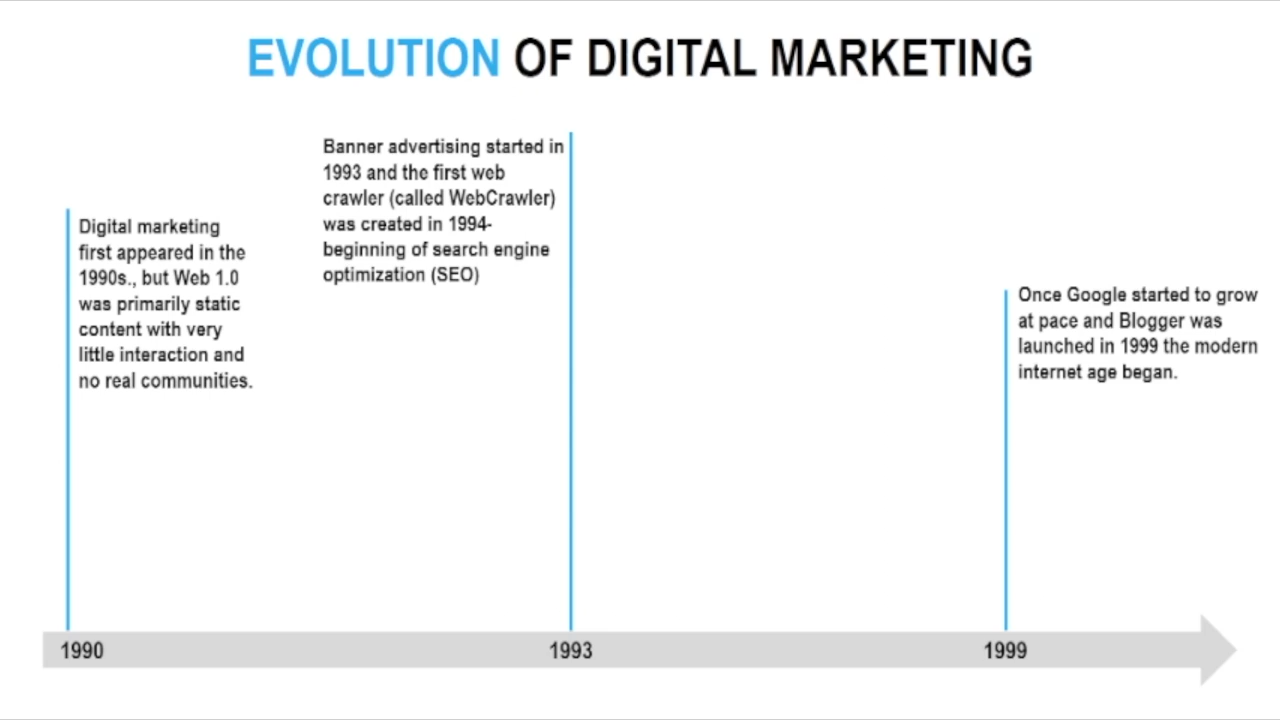 EVOLUTION OF DIGITAL MARKETING
Digital marketing
first appeared in the
1990s., but Web 1.0
was primarily static
content with very
little interaction and
no real communities.
Banner advertising started in
1993 and the first web
crawler (called WebCrawler)
was created in 1994-
beginning of search engine
optimization (SEO)
Once Google started to grow
at pace and Blogger was
launched in 1999 the modern
internet age began.
1990
1993
1999